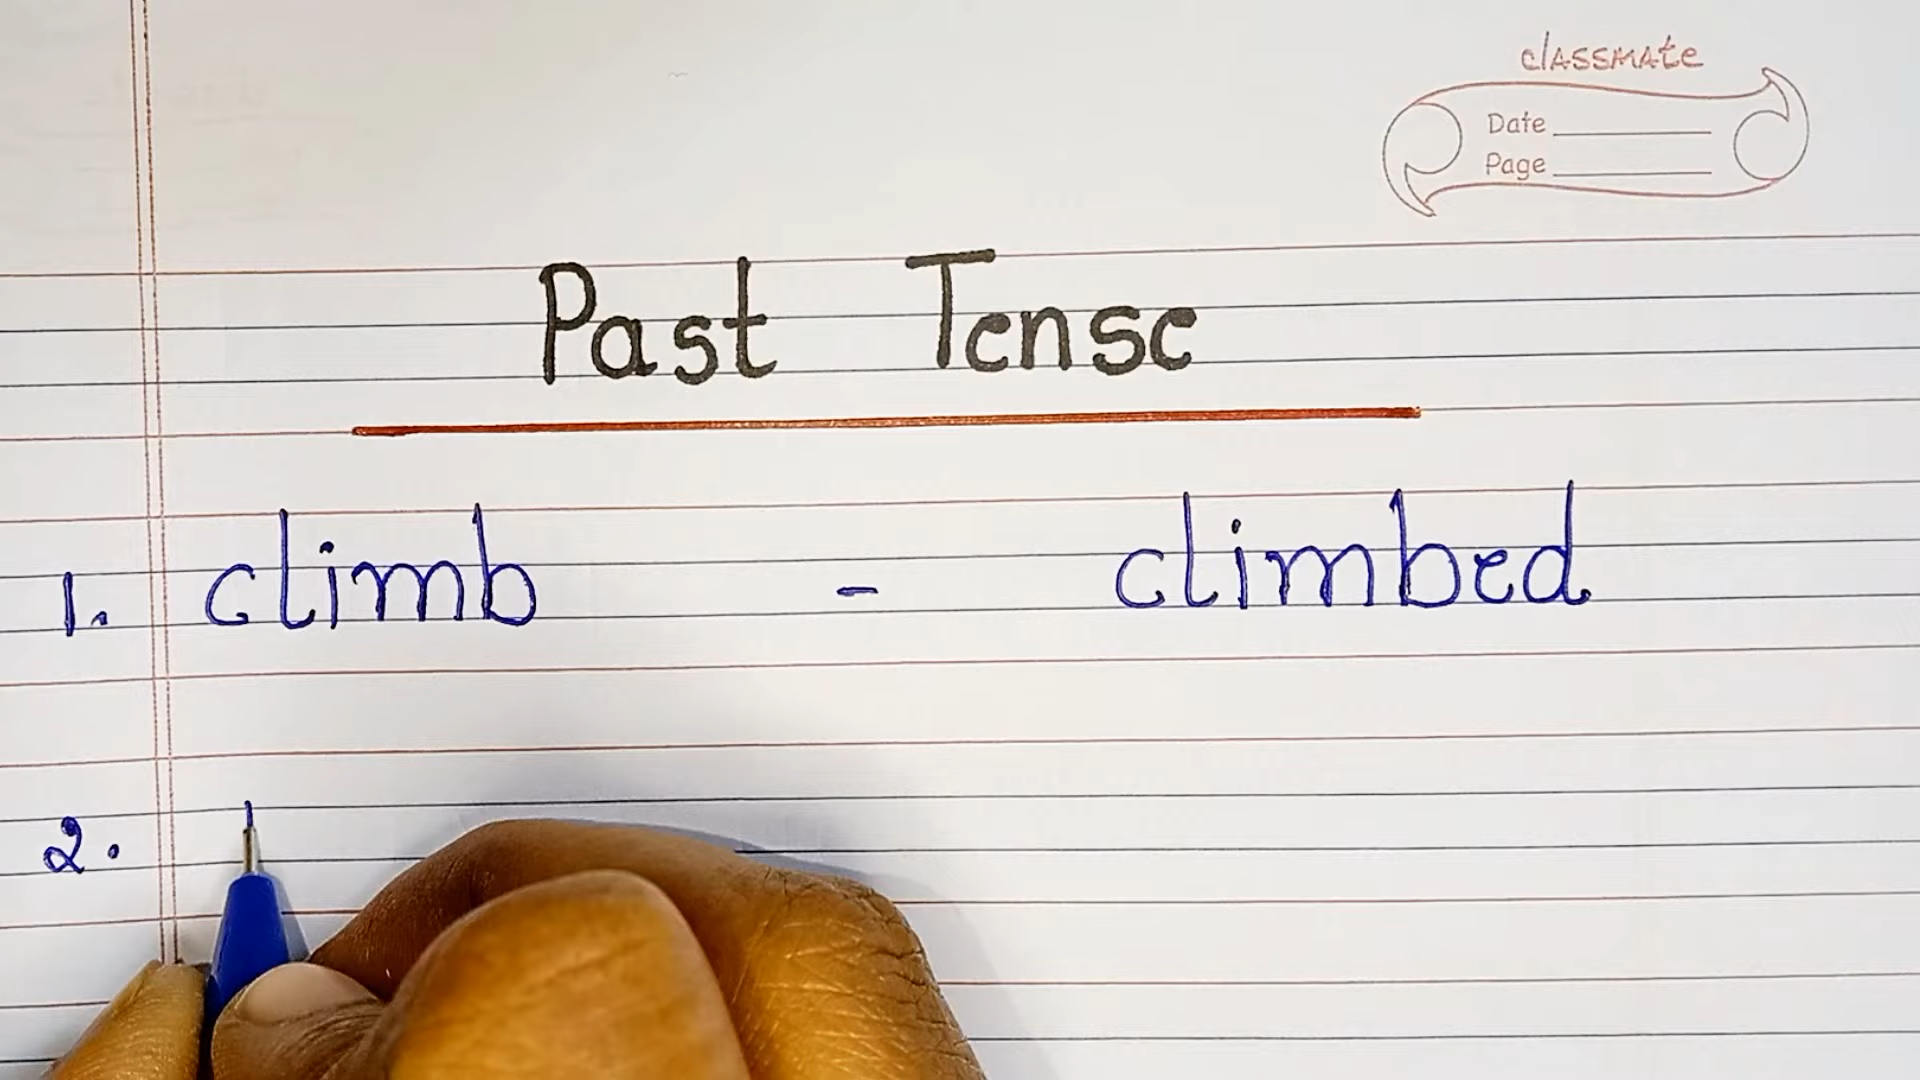 classmate
Date
Page
Past Tense
1. climb - climbed
2.